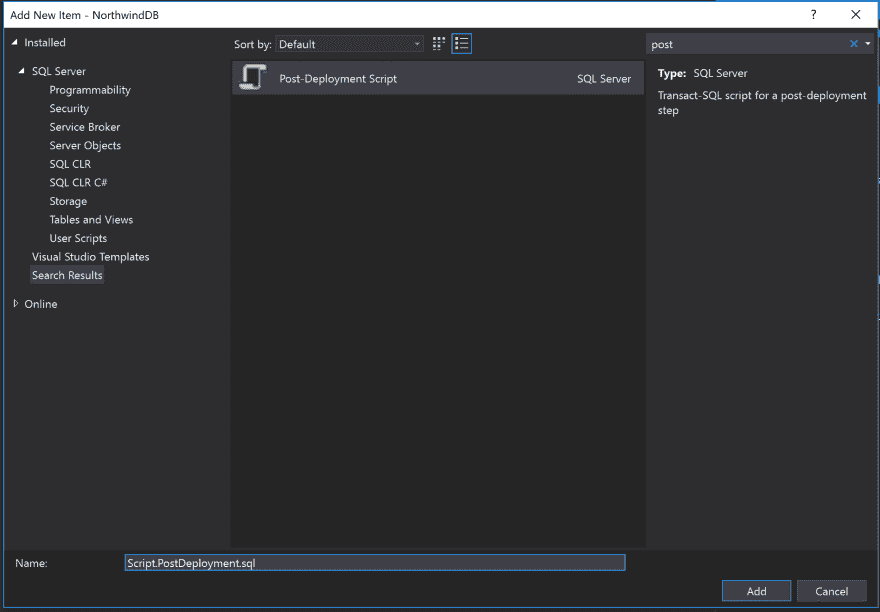 Add New Item - NorthwindDB
?
Installed
SQL Server
Programmability
Security
Service Broker
Server Objects
SQL CLR
SQL CLR C#
Storage
Tables and Views
User Scripts
Visual Studio Templates
Search Results
Online
Sort by: Default
Post-Deployment Script SQL Server
post
Type: SQL Server
Transact-SQL script for a post-deployment
step
Name: Script.PostDeployment.sql
Add Cancel